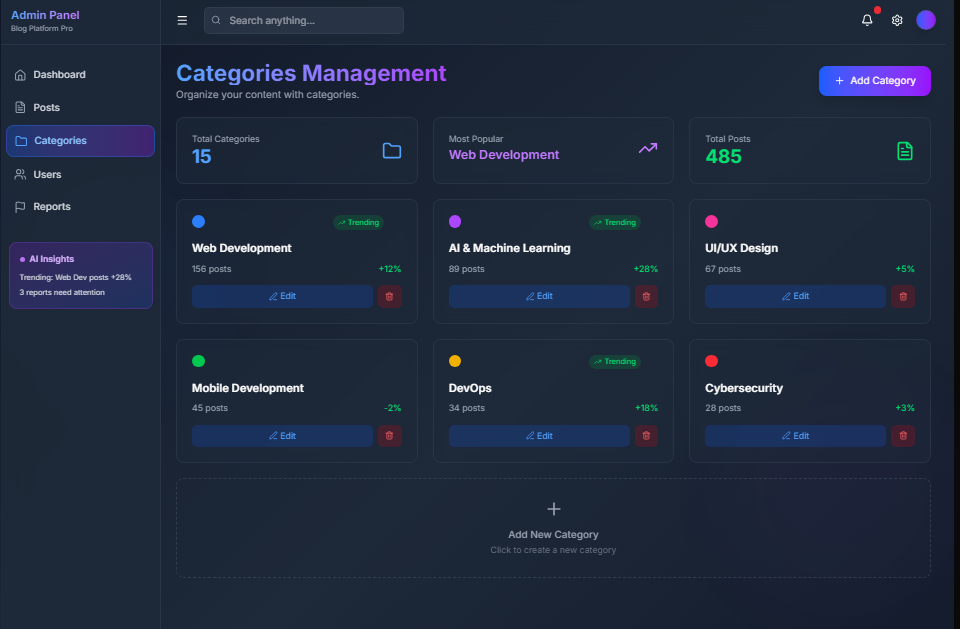 Admin Panel
Blog Platform Pro
Search anything...
Dashboard
Posts
Categories
Users
Reports
AI Insights
Trending: Web Dev posts +28%
3 reports need attention
Categories Management
Organize your content with categories.
Add Category
Total Categories
15
Most Popular
Web Development
Total Posts
485
Trending
Web Development
156 posts
+12%
Edit
Trending
AI & Machine Learning
89 posts
+28%
Edit
UI/UX Design
67 posts
+5%
Edit
Mobile Development
45 posts
-2%
Edit
Trending
DevOps
34 posts
+18%
Edit
Cybersecurity
28 posts
+3%
Edit
Add New Category
Click to create a new category